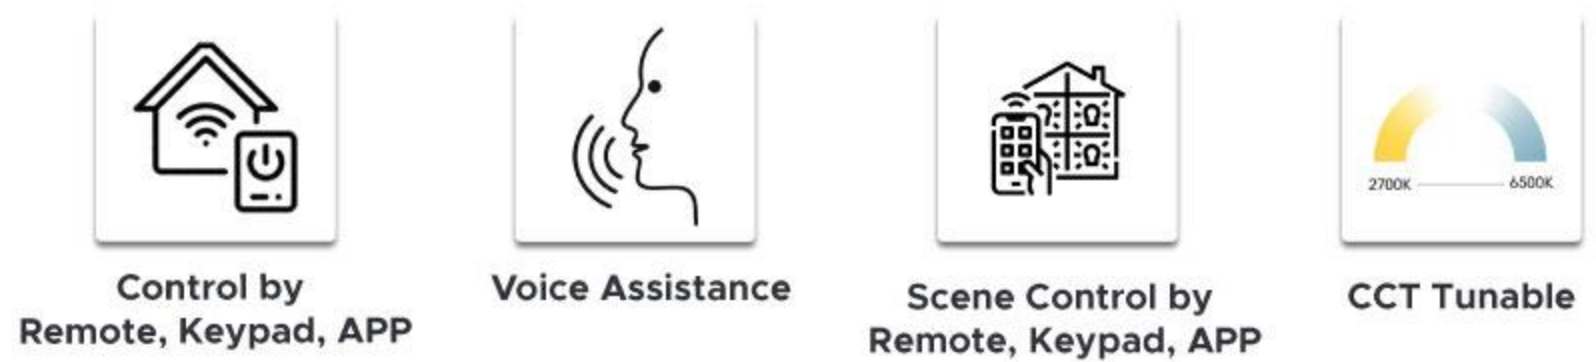 Control by
Remote, Keypad, APP
Voice Assistance
Scene Control by
Remote, Keypad, APP
2700K
6500K
CCT Tunable